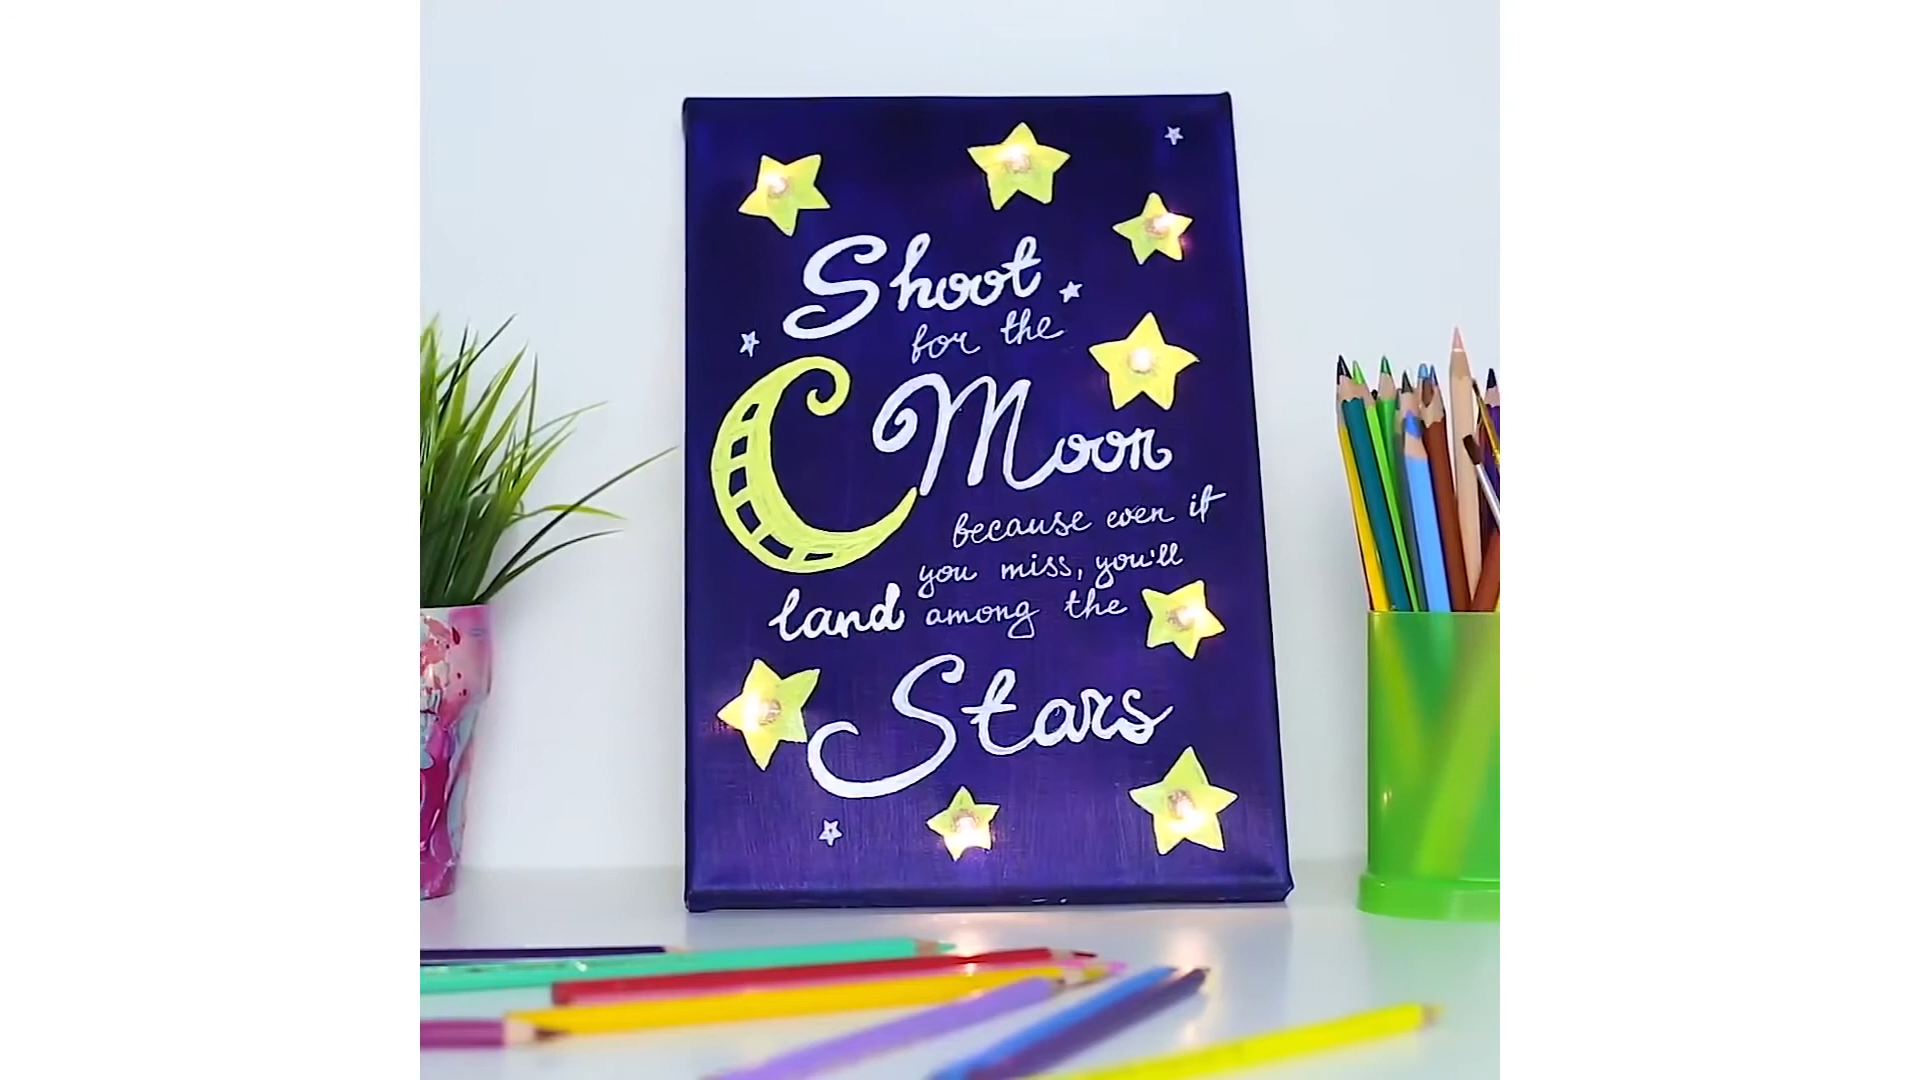 Shoot
for the
Moon
because even if
you miss, you'll
land among the
Stars